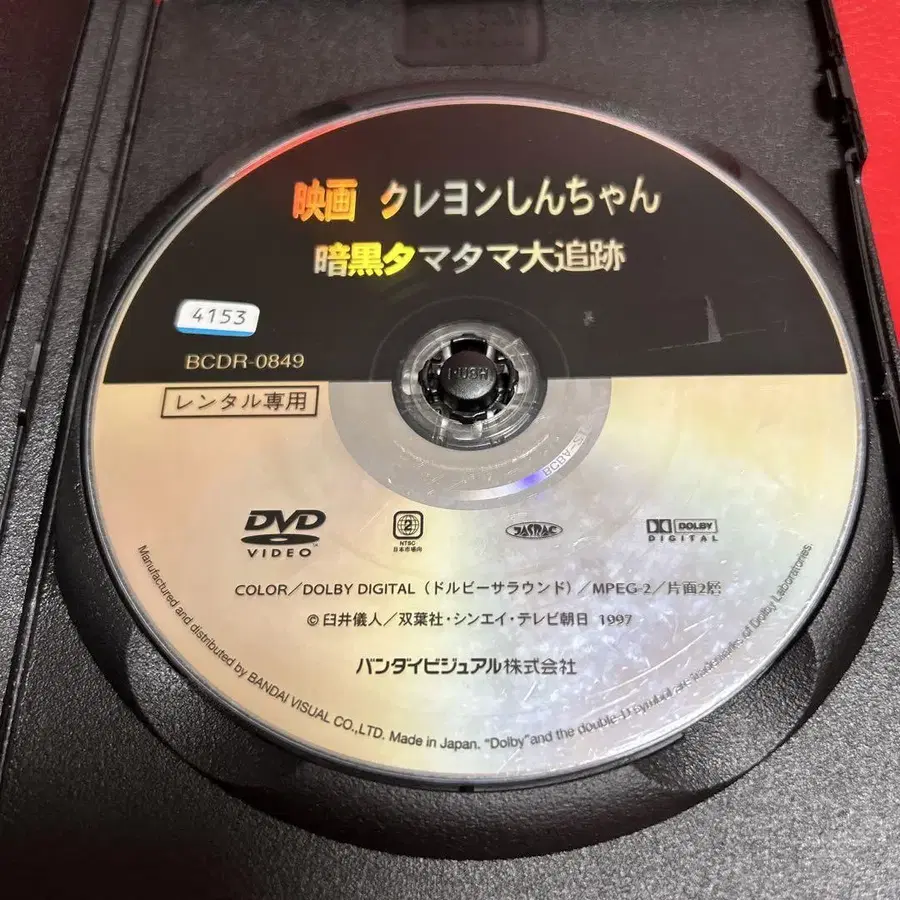 映画 クレヨンしんちゃん
暗黒タマタマ大追跡
4153
BCDR-0849
PUSH
レンタル専用
DVD
VIDEO
2
NTSC
日本市場向
JASRAC
DOLBY
DIGITAL
COLOR／DOLBY DIGITAL（ドルビーサラウンド）／MPEG-2／片面2層
© 臼井儀人／双葉社・シンエイ・テレビ朝日 1997
バンダイビジュアル株式会社
Manufactured and distributed by BANDAI VISUAL CO.,LTD. Made in Japan. "Dolby" and the double-D symbol are trademarks of Dolby Laboratories.